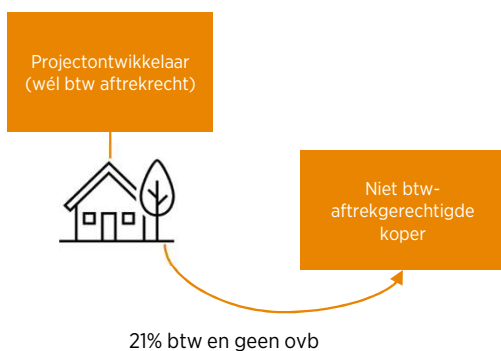 Projectontwikkelaar
(wél btw aftrekrecht)
Niet btw-
aftrekgerechtigde
koper
21% btw en geen ovb